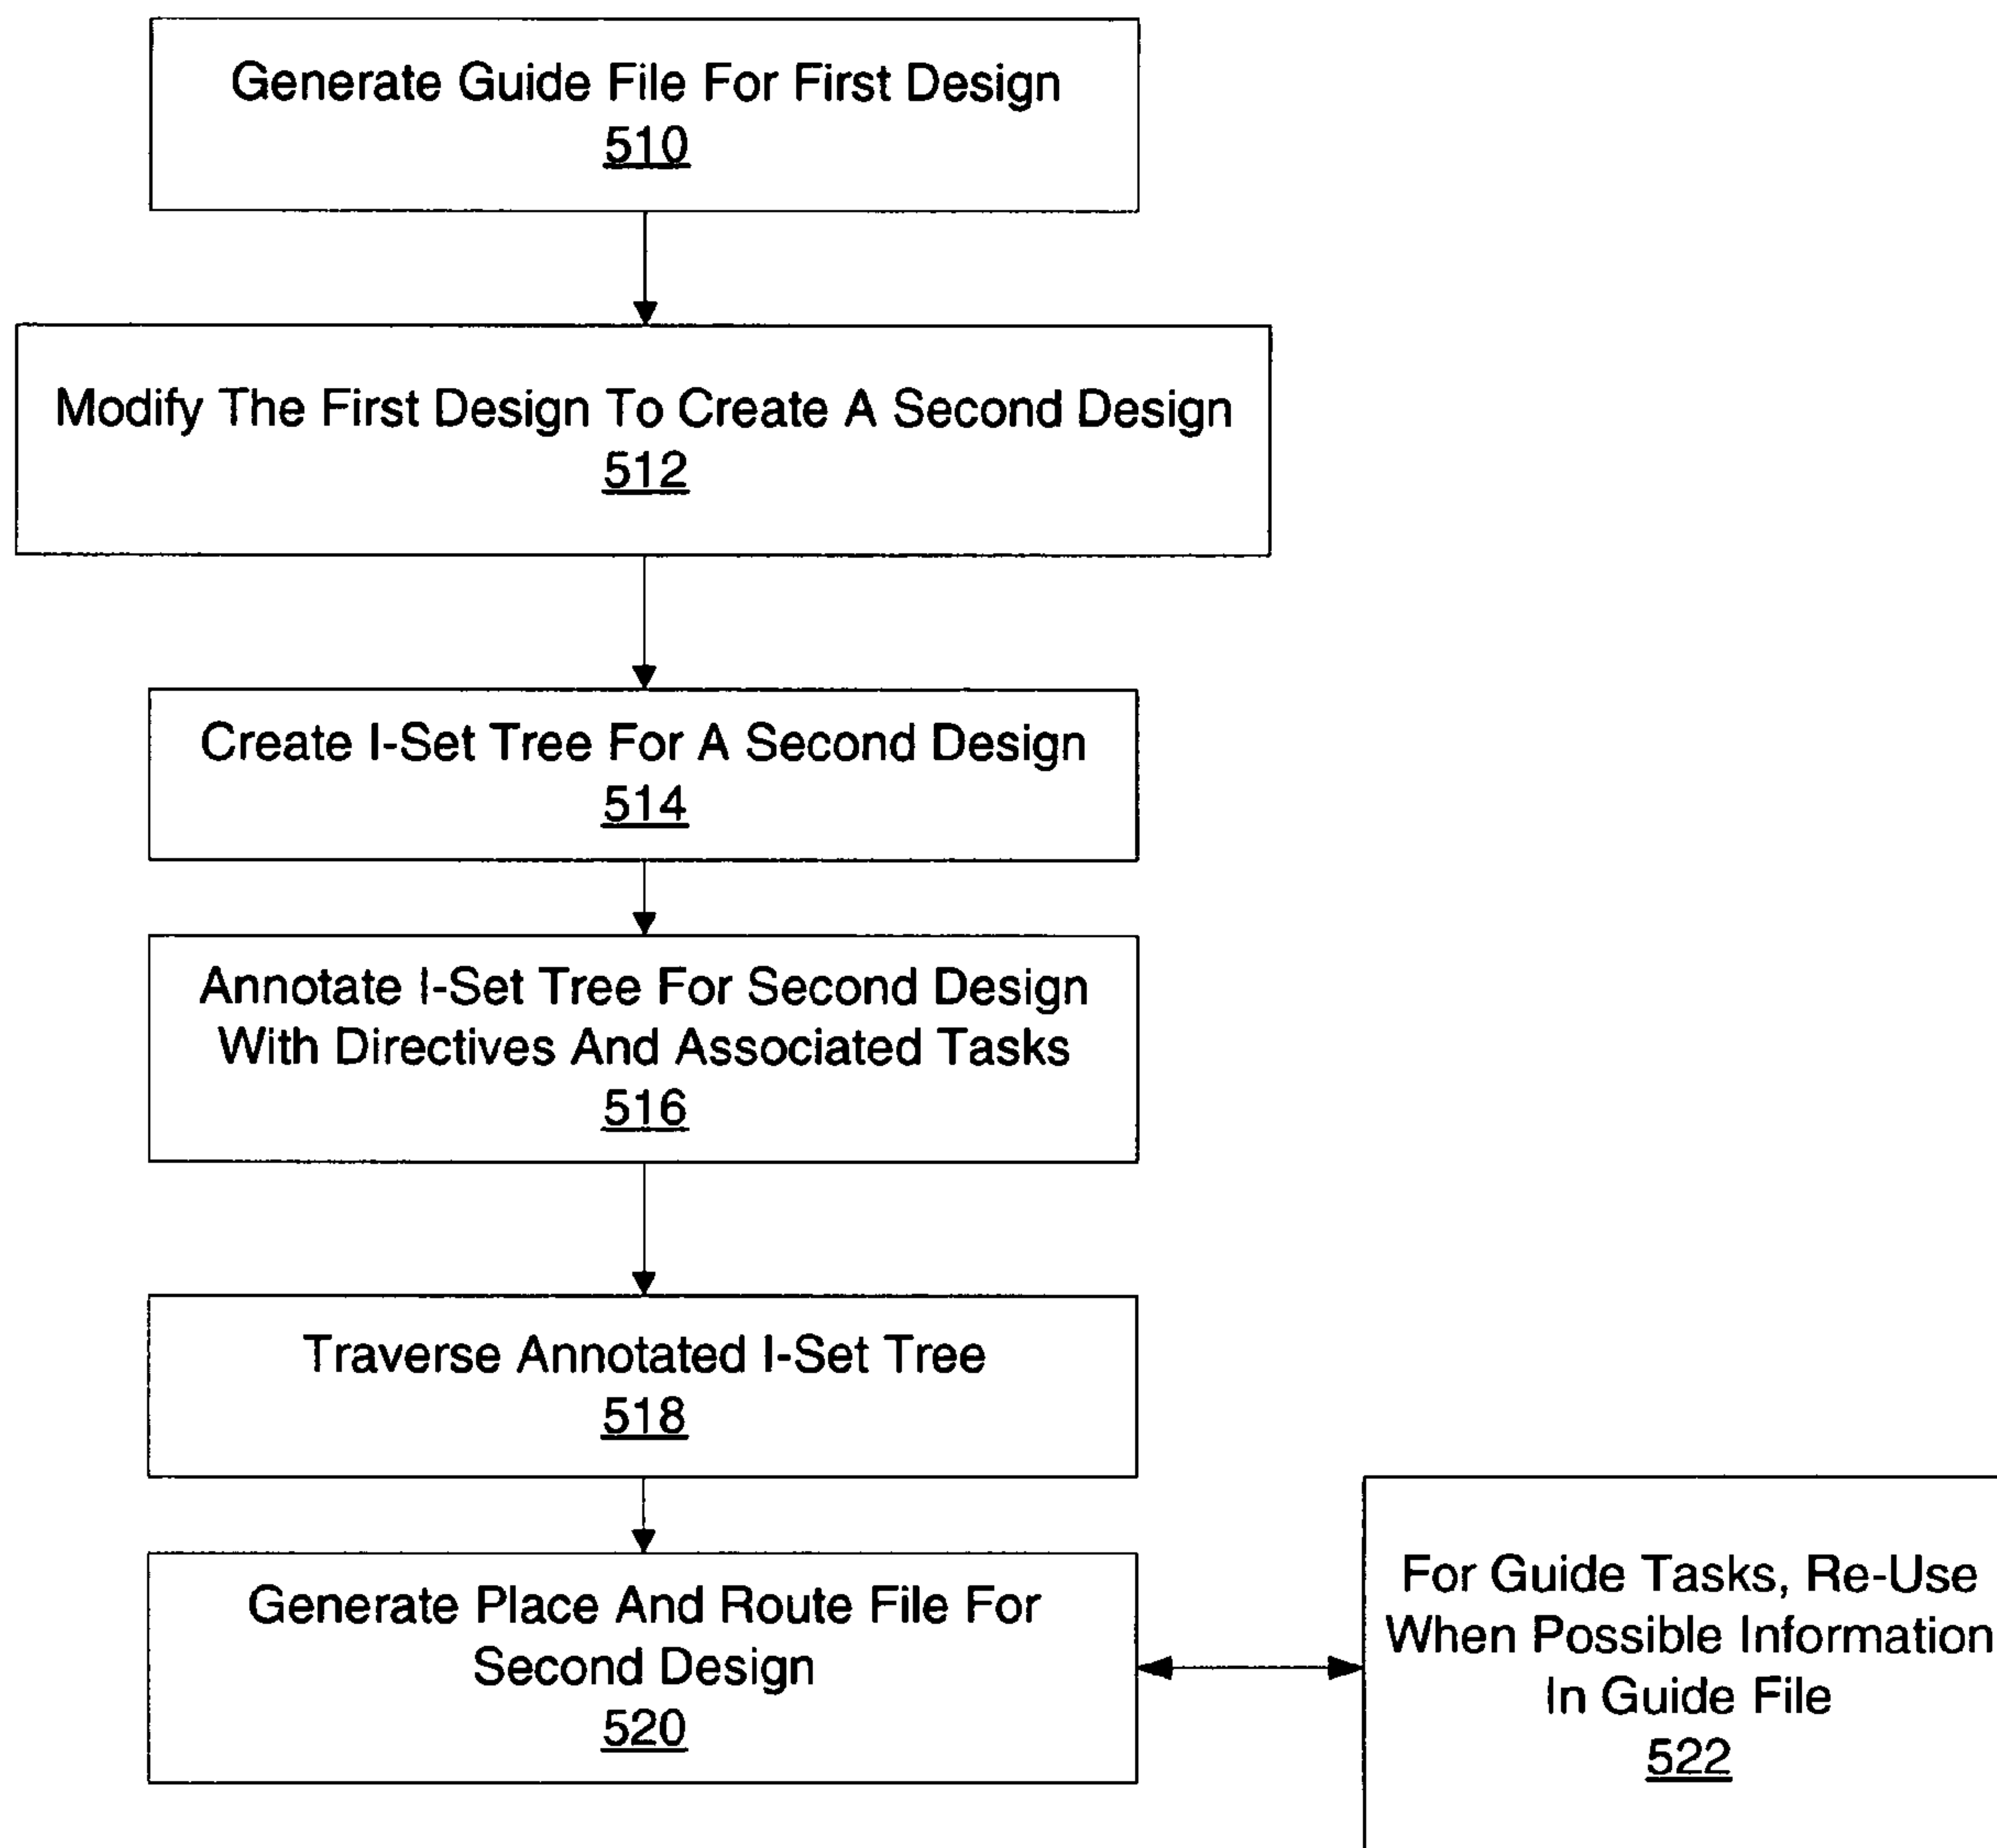 Generate Guide File For First Design
510
Modify The First Design To Create A Second Design
512
Create I-Set Tree For A Second Design
514
Annotate I-Set Tree For Second Design
With Directives And Associated Tasks
516
Traverse Annotated I-Set Tree
518
Generate Place And Route File For
Second Design
520
For Guide Tasks, Re-Use
When Possible Information
In Guide File
522